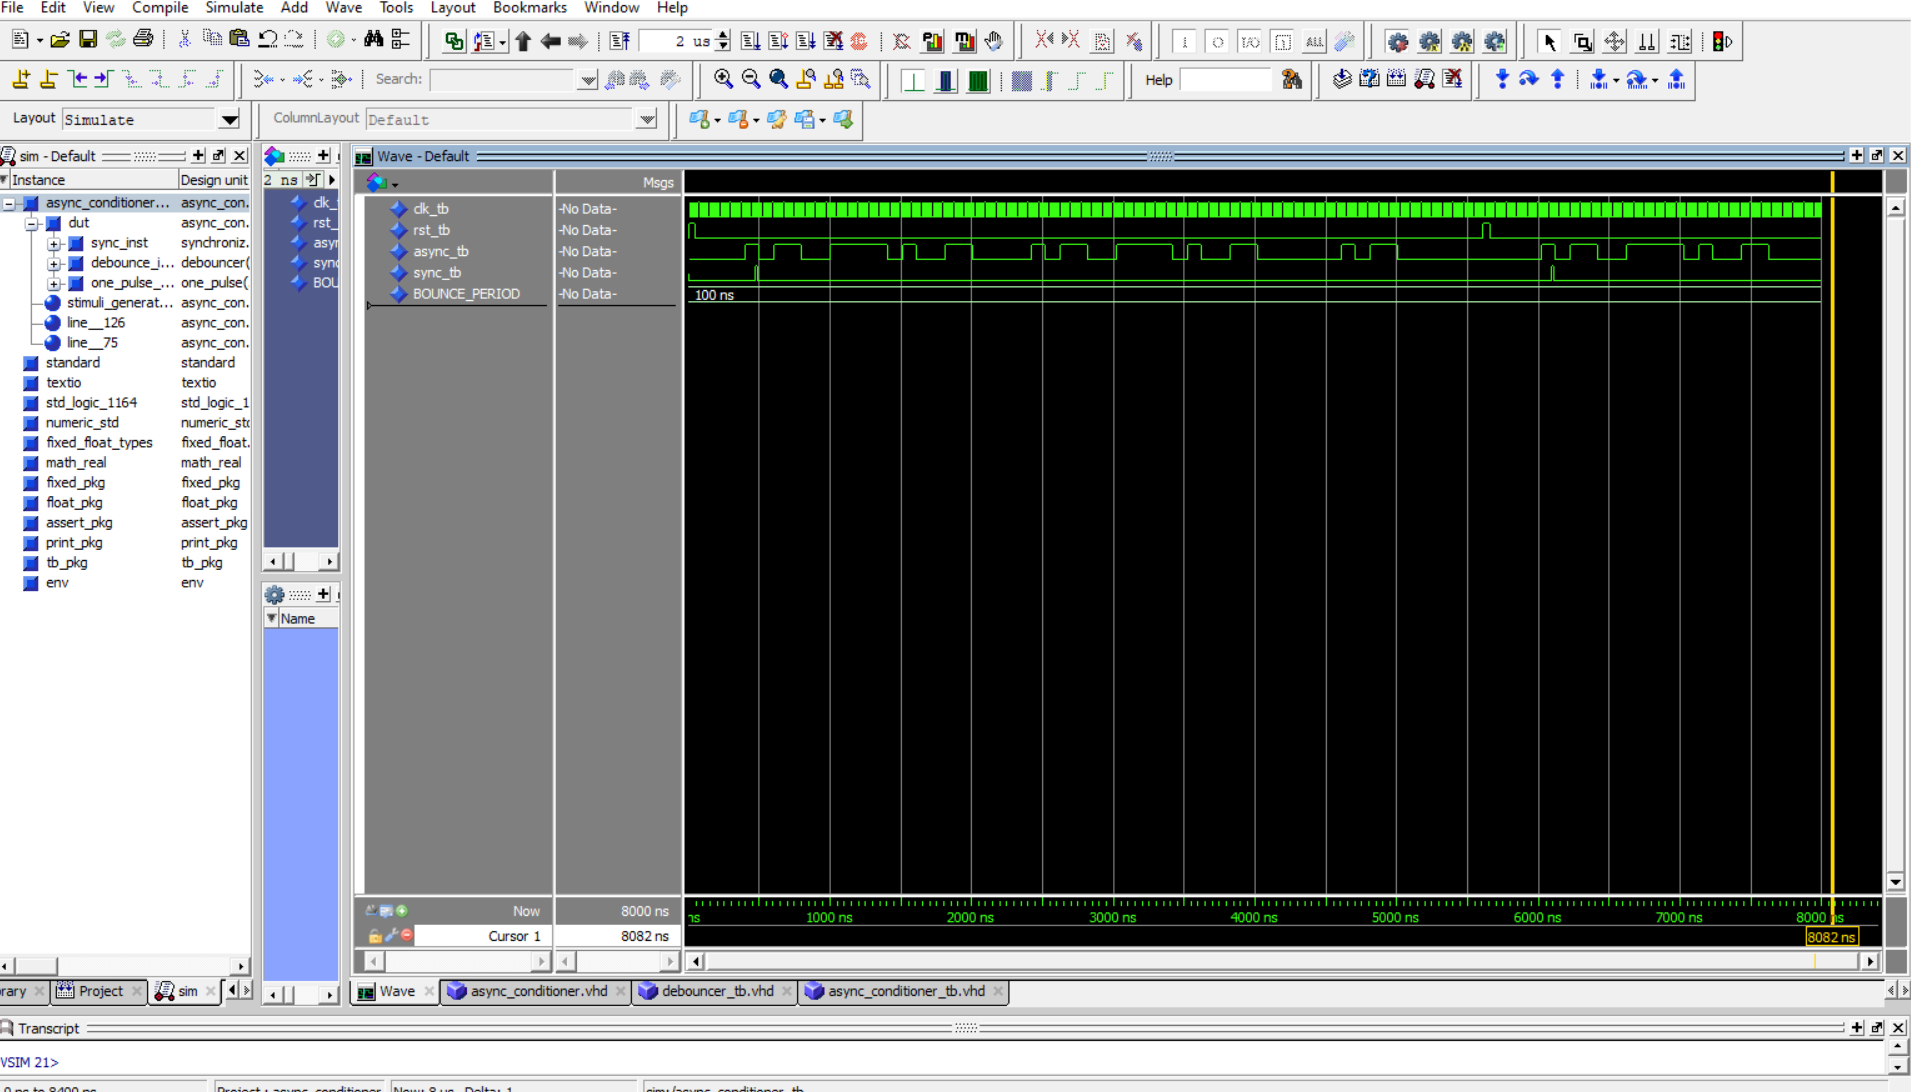 File Edit View Compile Simulate Add Wave Tools Layout Bookmarks Window Help
2 us
Search:
Help
Layout Simulate
ColumnLayout Default
sim - Default
Wave - Default
Instance Design unit
2 ns
Msgs
async_conditioner... async_con.
dut async_con.
sync_inst synchroniz.
debounce_i... debouncer(
one_pulse_... one_pulse(
stimuli_generat... async_con.
line__126 async_con.
line__75 async_con.
standard standard
textio textio
std_logic_1164 std_logic_1
numeric_std numeric_st
fixed_float_types fixed_float.
math_real math_real
fixed_pkg fixed_pkg
float_pkg float_pkg
assert_pkg assert_pkg
print_pkg print_pkg
tb_pkg tb_pkg
env env
clk_
rst_
asyn
sync
BOU
Name
clk_tb -No Data-
rst_tb -No Data-
async_tb -No Data-
sync_tb -No Data-
BOUNCE_PERIOD -No Data- 100 ns
Now 8000 ns
ns 1000 ns 2000 ns 3000 ns 4000 ns 5000 ns 6000 ns 7000 ns 8000 ns
Cursor 1 8082 ns
8082 ns
rary Project sim
Wave async_conditioner.vhd debouncer_tb.vhd async_conditioner_tb.vhd
Transcript
VSIM 21>
0 ns to 8400 ns Project : async_conditioner Now: 8 us Delta: 1 sim:/async_conditioner_tb